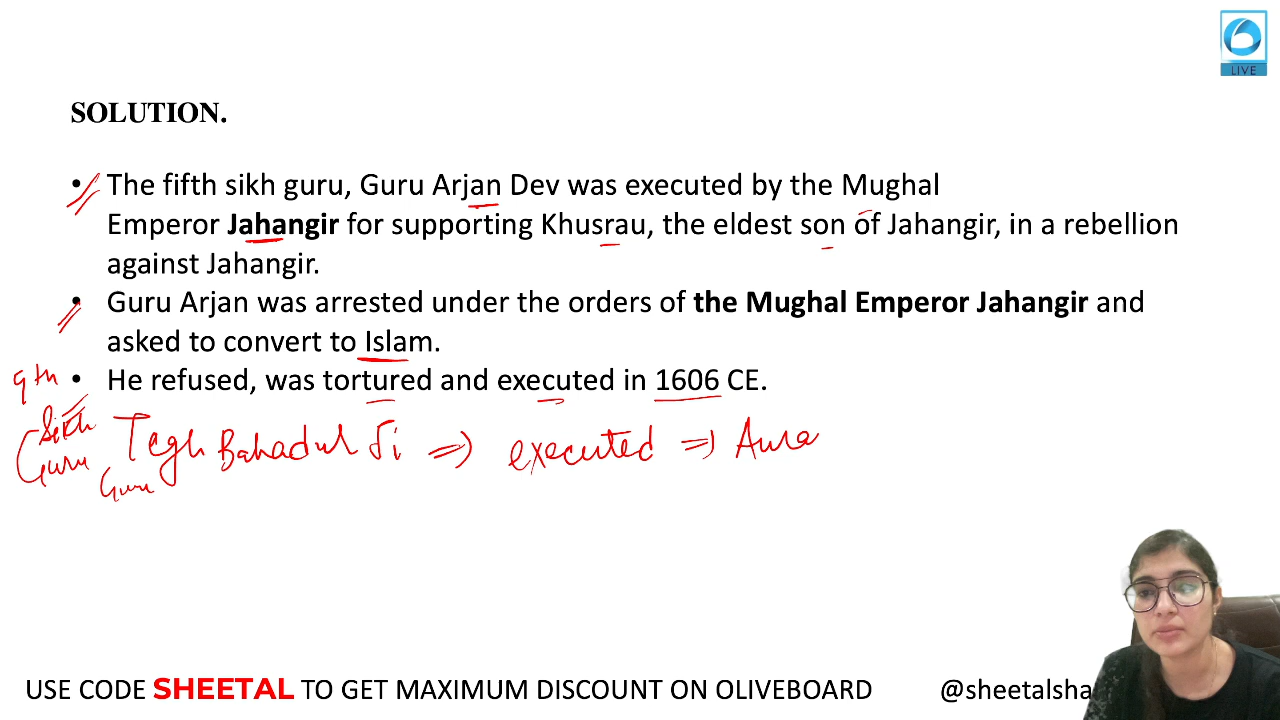 LIVE
SOLUTION.
• The fifth sikh guru, Guru Arjan Dev was executed by the Mughal
Emperor Jahangir for supporting Khusrau, the eldest son of Jahangir, in a rebellion
against Jahangir.
• Guru Arjan was arrested under the orders of the Mughal Emperor Jahangir and
asked to convert to Islam.
• He refused, was tortured and executed in 1606 CE.
9th
Sikh
Guru
Tegh Bahadur Ji => executed => Aura
Guru
USE CODE SHEETAL TO GET MAXIMUM DISCOUNT ON OLIVEBOARD
@sheetalsha